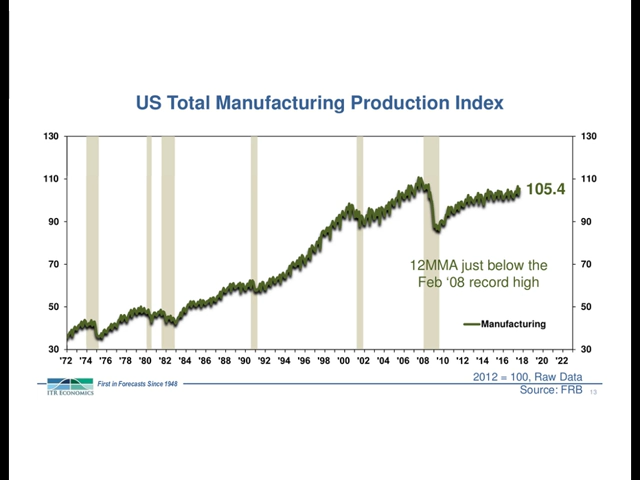 US Total Manufacturing Production Index
130 130
110 110
105.4
90 90
70 70
12MMA just below the
Feb '08 record high
50 50
Manufacturing
30 30
'72 '74 '76 '78 '80 '82 '84 '86 '88 '90 '92 '94 '96 '98 '00 '02 '04 '06 '08 '10 '12 '14 '16 '18 '20 '22
2012 = 100, Raw Data
ITR ECONOMICS
First in Forecasts Since 1948
Source: FRB
13